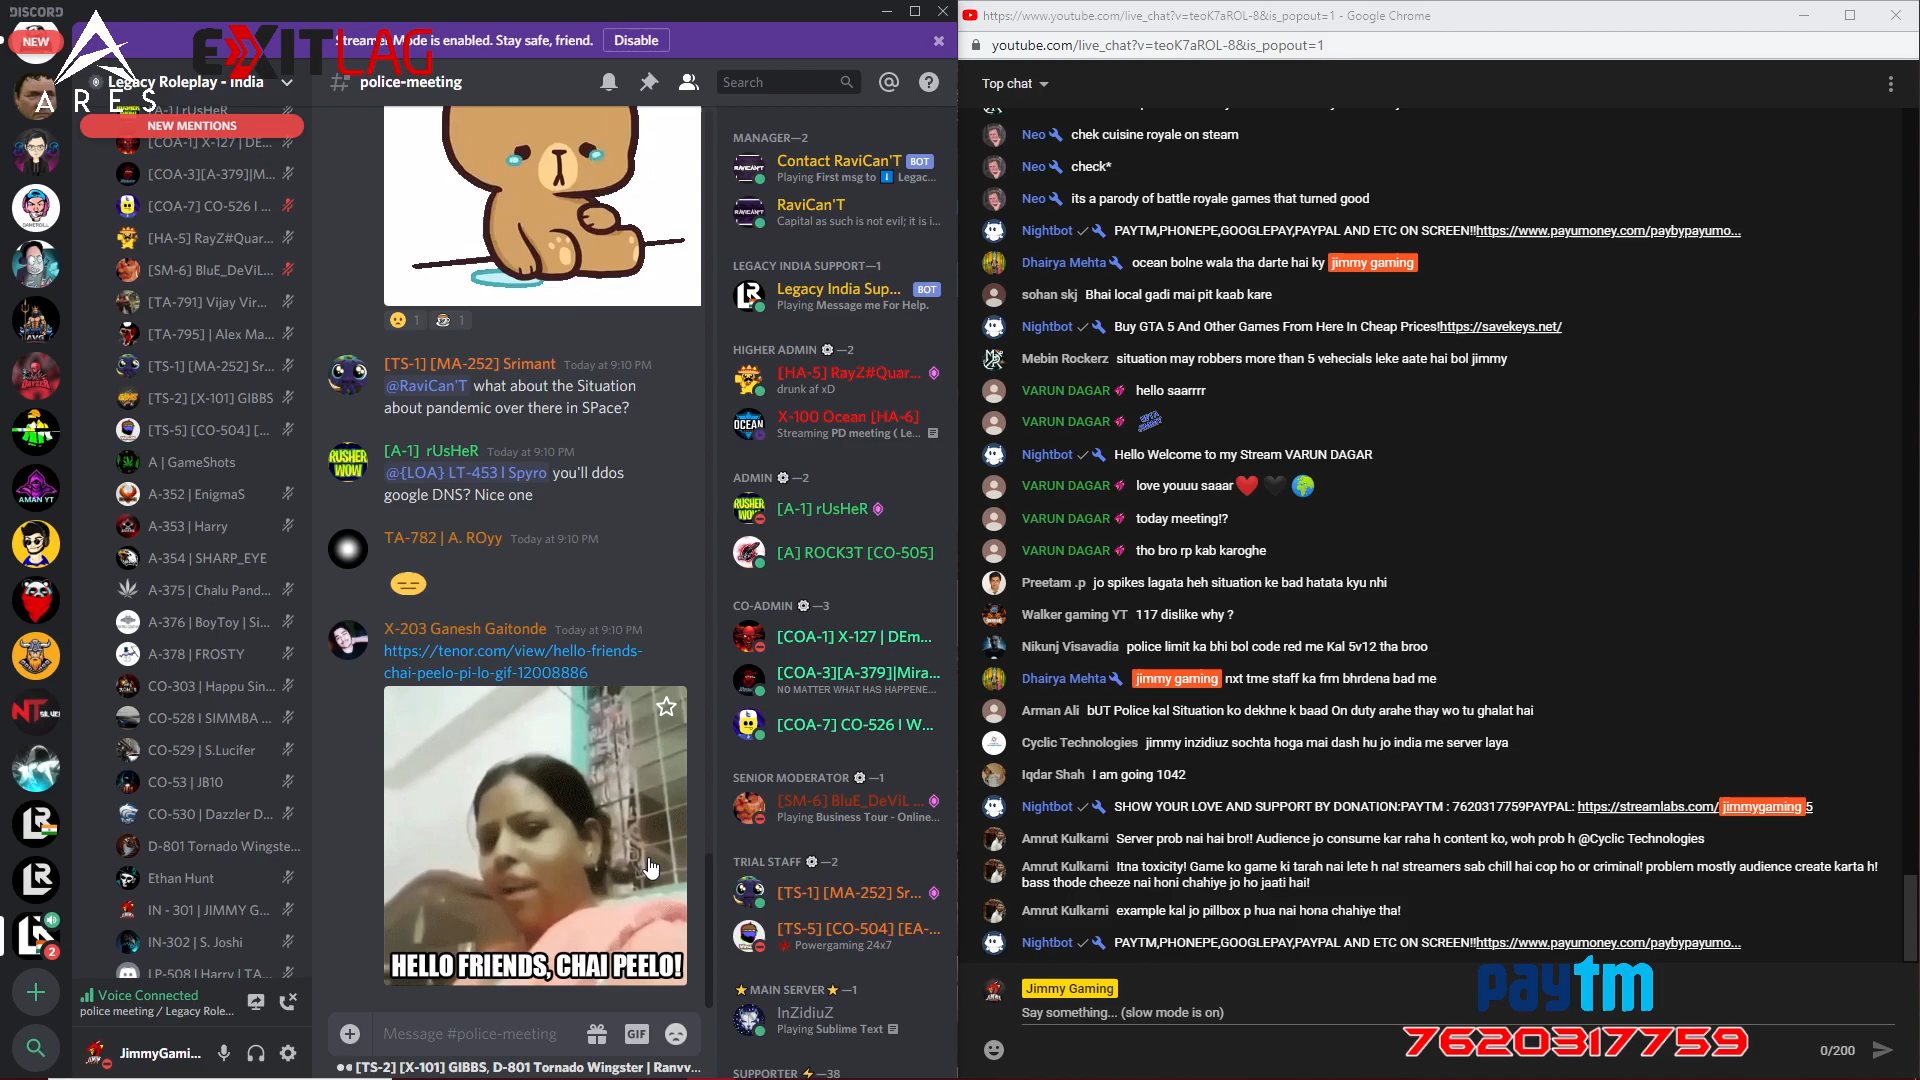 DISCORD
NEW
ARES
EXITLAG
Streamer Mode is enabled. Stay safe, friend.
Disable
Legacy Roleplay - India
NEW MENTIONS
[COA-1] X-127 | DE...
[COA-3][A-379]|M...
[COA-7] CO-526 I ...
[HA-5] RayZ#Quar...
[SM-6] BluE_DeViL...
[TA-791] Vijay Vir...
[TA-795] | Alex Ma...
[TS-1] [MA-252] Sr...
[TS-2] [X-101] GIBBS
[TS-5] [CO-504] [...
A | GameShots
A-352 | EnigmaS
A-353 | Harry
A-354 | SHARP_EYE
A-375 | Chalu Pand...
A-376 | BoyToy | Si...
A-378 | FROSTY
CO-303 | Happu Sin...
CO-528 I SIMMBA ...
CO-529 | S.Lucifer
CO-53 | JB10
CO-530 | Dazzler D...
D-801 Tornado Wingste...
Ethan Hunt
IN - 301 | JIMMY G...
IN-302 | S. Joshi
LP-508 | Harry | TA...
Voice Connected
police meeting / Legacy Role...
JimmyGami...
# police-meeting
Search
1 1
[TS-1] [MA-252] Srimant Today at 9:10 PM
@RaviCan'T what about the Situation
about pandemic over there in SPace?
[A-1] rUsHeR Today at 9:10 PM
@{LOA} LT-453 l Spyro you'll ddos
google DNS? Nice one
TA-782 | A. ROyy Today at 9:10 PM
X-203 Ganesh Gaitonde Today at 9:10 PM
https://tenor.com/view/hello-friends-
chai-peelo-pi-lo-gif-12008886
HELLO FRIENDS, CHAI PEELO!
Message #police-meeting
GIF
[TS-2] [X-101] GIBBS, D-801 Tornado Wingster | Ranvv...
MANAGER—2
Contact RaviCan'T BOT
Playing First msg to Legac...
RaviCan'T
Capital as such is not evil; it is i...
LEGACY INDIA SUPPORT—1
Legacy India Sup... BOT
Playing Message me For Help.
HIGHER ADMIN —2
[HA-5] RayZ#Quar...
drunk af xD
X-100 Ocean [HA-6]
Streaming PD meeting ( Le...
ADMIN —2
[A-1] rUsHeR
[A] ROCK3T [CO-505]
CO-ADMIN —3
[COA-1] X-127 | DEm...
[COA-3][A-379]|Mira...
NO MATTER WHAT HAS HAPPENE...
[COA-7] CO-526 I W...
SENIOR MODERATOR —1
[SM-6] BluE_DeViL ...
Playing Business Tour - Online...
TRIAL STAFF —2
[TS-1] [MA-252] Sr...
[TS-5] [CO-504] [EA-...
Powergaming 24x7
MAIN SERVER —1
InZidiuZ
Playing Sublime Text
SUPPORTER —38
https://www.youtube.com/live_chat?v=teoK7aROL-8&is_popout=1 - Google Chrome
youtube.com/live_chat?v=teoK7aROL-8&is_popout=1
Top chat
Neo chek cuisine royale on steam
Neo check*
Neo its a parody of battle royale games that turned good
Nightbot PAYTM,PHONEPE,GOOGLEPAY,PAYPAL AND ETC ON SCREEN!!https://www.payumoney.com/paybypayumo...
Dhairya Mehta ocean bolne wala tha darte hai ky jimmy gaming
sohan skj Bhai local gadi mai pit kaab kare
Nightbot Buy GTA 5 And Other Games From Here In Cheap Prices!https://savekeys.net/
Mebin Rockerz situation may robbers more than 5 vehecials leke aate hai bol jimmy
VARUN DAGAR hello saarrrr
VARUN DAGAR
Nightbot Hello Welcome to my Stream VARUN DAGAR
VARUN DAGAR love youuu saaar
VARUN DAGAR today meeting!?
VARUN DAGAR tho bro rp kab karoghe
Preetam .p jo spikes lagata heh situation ke bad hatata kyu nhi
Walker gaming YT 117 dislike why ?
Nikunj Visavadia police limit ka bhi bol code red me Kal 5v12 tha broo
Dhairya Mehta jimmy gaming nxt tme staff ka frm bhrdena bad me
Arman Ali bUT Police kal Situation ko dekhne k baad On duty arahe thay wo tu ghalat hai
Cyclic Technologies jimmy inzidiuz sochta hoga mai dash hu jo india me server laya
Iqdar Shah I am going 1042
Nightbot SHOW YOUR LOVE AND SUPPORT BY DONATION:PAYTM : 7620317759PAYPAL: https://streamlabs.com/jimmygaming5
Amrut Kulkarni Server prob nai hai bro!! Audience jo consume kar raha h content ko, woh prob h @Cyclic Technologies
Amrut Kulkarni Itna toxicity! Game ko game ki tarah nai lete h na! streamers sab chill hai cop ho or criminal! problem mostly audience create karta h!
bass thode cheeze nai honi chahiye jo ho jaati hai!
Amrut Kulkarni example kal jo pillbox p hua nai hona chahiye tha!
Nightbot PAYTM,PHONEPE,GOOGLEPAY,PAYPAL AND ETC ON SCREEN!!https://www.payumoney.com/paybypayumo...
Jimmy Gaming
Say something... (slow mode is on)
paytm
7620317759
0/200